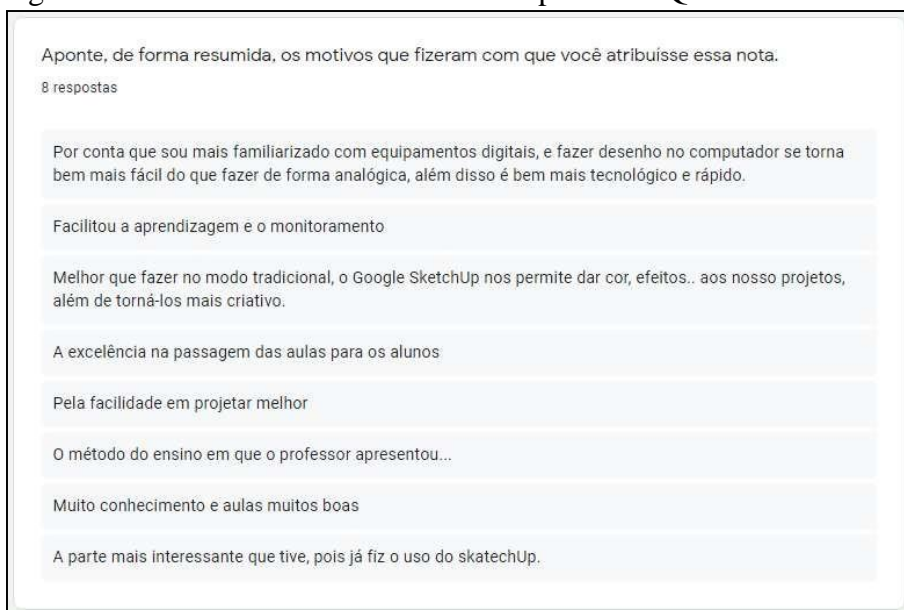 Aponte, de forma resumida, os motivos que fizeram com que você atribuísse essa nota.
8 respostas
Por conta que sou mais familiarizado com equipamentos digitais, e fazer desenho no computador se torna
bem mais fácil do que fazer de forma analógica, além disso é bem mais tecnológico e rápido.
Facilitou a aprendizagem e o monitoramento
Melhor que fazer no modo tradicional, o Google SketchUp nos permite dar cor, efeitos.. aos nosso projetos,
além de torná-los mais criativo.
A excelência na passagem das aulas para os alunos
Pela facilidade em projetar melhor
O método do ensino em que o professor apresentou...
Muito conhecimento e aulas muitos boas
A parte mais interessante que tive, pois já fiz o uso do skatechUp.